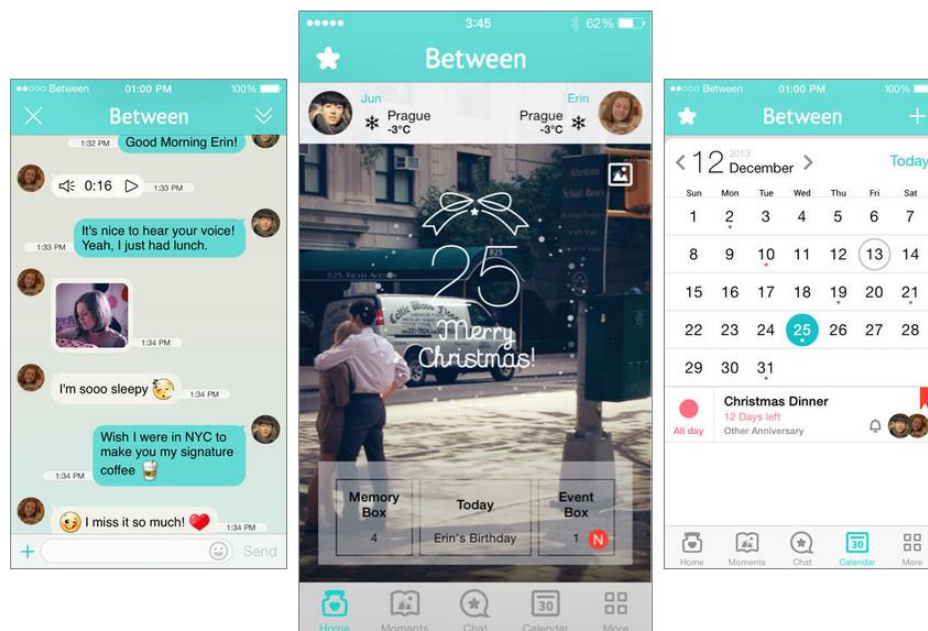 Between 01:00 PM 100%
Between
1:32 PM Good Morning Erin!
0:16 1:33 PM
It's nice to hear your voice!
Yeah, I just had lunch.
1:33 PM
1:34 PM
I'm sooo sleepy 1:34 PM
Wish I were in NYC to
make you my signature
coffee
1:34 PM
I miss it so much! 1:34 PM
Send
3:45 62%
Between
Jun
Prague
-3°C
Erin
Prague
-3°C
825
825 Fifth Avenue
25
Merry
Christmas!
Memory
Box
4
Today
Erin's Birthday
Event
Box
1 N
Home Moments Chat 30 Calendar More
Between 01:00 PM 100%
Between
12 2013 December Today
Sun Mon Tue Wed Thu Fri Sat
1 2 3 4 5 6 7
8 9 10 11 12 13 14
15 16 17 18 19 20 21
22 23 24 25 26 27 28
29 30 31
Christmas Dinner
12 Days left
All day Other Anniversary
30
Home Moments Chat Calendar More